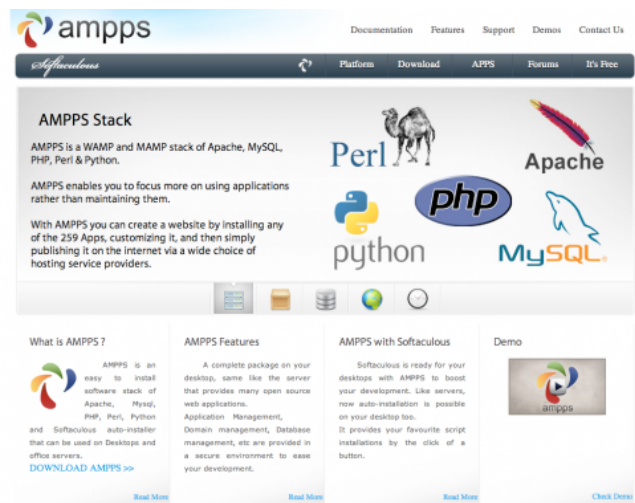 ampps
Documentation Features Support Demos Contact Us
Softaculous
Platform Download APPS Forums It's Free
AMPPS Stack
AMPPS is a WAMP and MAMP stack of Apache, MySQL,
PHP, Perl & Python.
AMPPS enables you to focus more on using applications
rather than maintaining them.
With AMPPS you can create a website by installing any
of the 259 Apps, customizing it, and then simply
publishing it on the internet via a wide choice of
hosting service providers.
Perl
Apache
php
python
MySQL
What is AMPPS ?
AMPPS is an
easy to install
software stack of
Apache, Mysql,
PHP, Perl, Python
and Softaculous auto-installer
that can be used on Desktops and
office servers.
DOWNLOAD AMPPS >>
Read More
AMPPS Features
A complete package on your
desktop, same like the server
that provides many open source
web applications.
Application Management,
Domain management, Database
management, etc are provided in
a secure environment to ease
your development.
Read More
AMPPS with Softaculous
Softaculous is ready for your
desktops with AMPPS to boost
your development. Like servers,
now auto-installation is possible
on your desktop too.
It provides your favourite script
installations by the click of a
button.
Read More
Demo
ampps
Check Demo